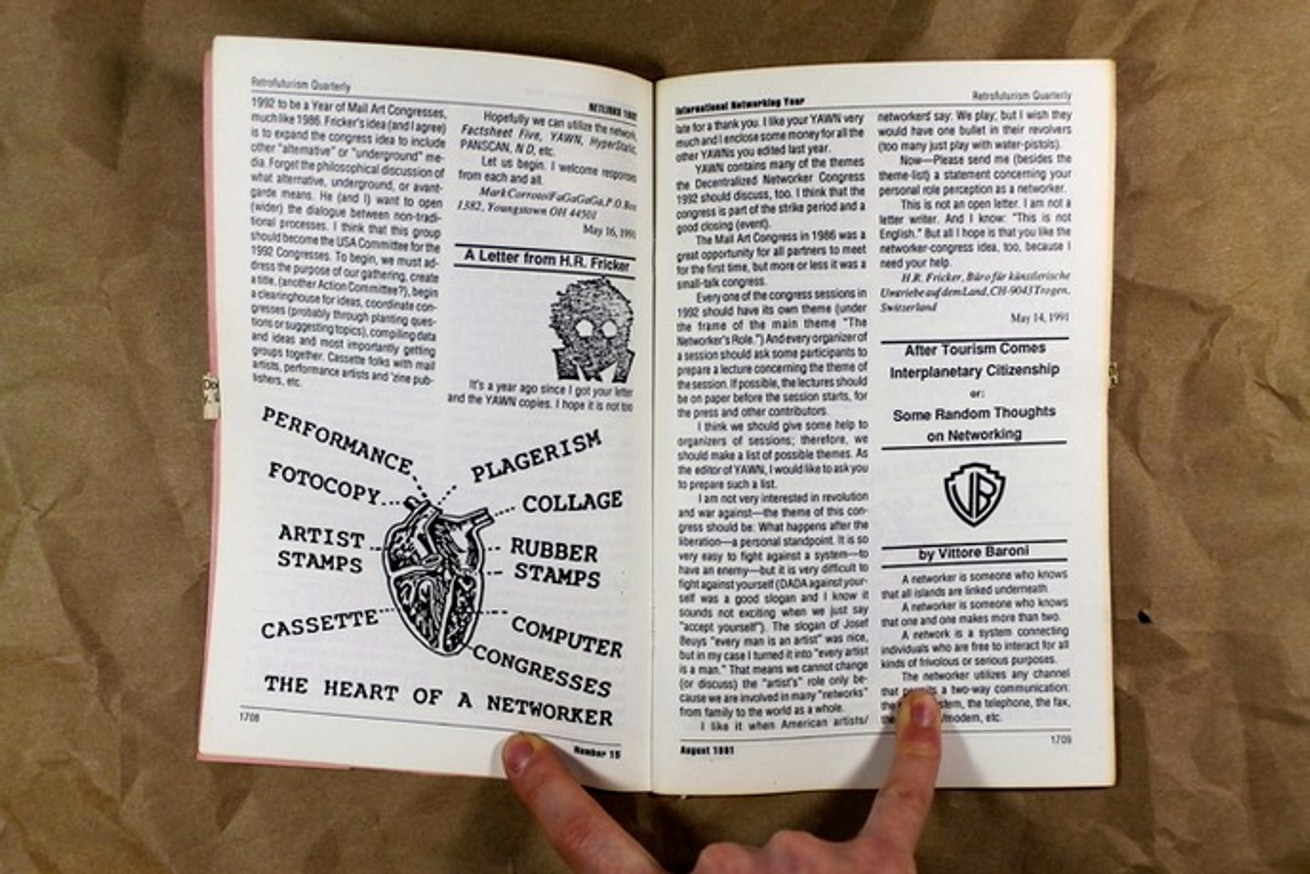 Retrofuturism Quarterly
NETLINKS 1992
1992 to be a Year of Mail Art Congresses,
much like 1986. Fricker's idea (and I agree)
is to expand the congress idea to include
other "alternative" or "underground" me-
dia. Forget the philosophical discussion of
what alternative, underground, or avant-
garde means. He (and I) want to open
(wider) the dialogue between non-tradi-
tional processes. I think that this group
should become the USA Committee for the
1992 Congresses. To begin, we must ad-
dress the purpose of our gathering, create
a title, (another Action Committee?), begin
a clearinghouse for ideas, coordinate con-
gresses (probably through planting ques-
tions or suggesting topics), compiling data
and ideas and most importantly getting
groups together. Cassette folks with mail
artists, performance artists and 'zine pub-
lishers, etc.
Hopefully we can utilize the network,
Factsheet Five, YAWN, HyperStatic,
PANSCAN, N D, etc.
Let us begin. I welcome responses
from each and all.
Mark Corroto/FaGaGaGa, P.O. Box
1382, Youngstown OH 44501
May 16, 1991
A Letter from H.R. Fricker
It's a year ago since I got your letter
and the YAWN copies. I hope it is not too
PERFORMANCE
PLAGERISM
FOTOCOPY
COLLAGE
ARTIST
STAMPS
RUBBER
STAMPS
CASSETTE
COMPUTER
CONGRESSES
THE HEART OF A NETWORKER
1708
Number 15
International Networking Year
Retrofuturism Quarterly
late for a thank you. I like your YAWN very
much and I enclose some money for all the
other YAWNs you edited last year.
YAWN contains many of the themes
the Decentralized Networker Congress
1992 should discuss, too. I think that the
congress is part of the strike period and a
good closing (event).
The Mail Art Congress in 1986 was a
great opportunity for all partners to meet
for the first time, but more or less it was a
small-talk congress.
Every one of the congress sessions in
1992 should have its own theme (under
the frame of the main theme "The
Networker's Role.") And every organizer of
a session should ask some participants to
prepare a lecture concerning the theme of
the session. If possible, the lectures should
be on paper before the session starts, for
the press and other contributors.
I think we should give some help to
organizers of sessions; therefore, we
should make a list of possible themes. As
the editor of YAWN, I would like to ask you
to prepare such a list.
I am not very interested in revolution
and war against—the theme of this con-
gress should be: What happens after the
liberation—a personal standpoint. It is so
very easy to fight against a system—to
have an enemy—but it is very difficult to
fight against yourself (DADA against your-
self was a good slogan and I know it
sounds not exciting when we just say
"accept yourself"). The slogan of Josef
Beuys "every man is an artist" was nice,
but in my case I turned it into "every artist
is a man." That means we cannot change
(or discuss) the "artist's" role only be-
cause we are involved in many "networks"
from family to the world as a whole.
I like it when American artists/
networkers' say: We play; but I wish they
would have one bullet in their revolvers
(too many just play with water-pistols).
Now—Please send me (besides the
theme-list) a statement concerning your
personal role perception as a networker.
This is not an open letter. I am not a
letter writer. And I know: "This is not
English." But all I hope is that you like the
networker-congress idea, too, because I
need your help.
H.R. Fricker, Büro für künstlerische
Umtriebe auf dem Land, CH-9043 Trogen,
Switzerland
May 14, 1991
After Tourism Comes
Interplanetary Citizenship
or:
Some Random Thoughts
on Networking
VB
by Vittore Baroni
A networker is someone who knows
that all islands are linked underneath.
A networker is someone who knows
that one and one makes more than two.
A network is a system connecting
individuals who are free to interact for all
kinds of frivolous or serious purposes.
The networker utilizes any channel
that permits a two-way communication:
the stem, the telephone, the fax,
/modem, etc.
August 1991
1709